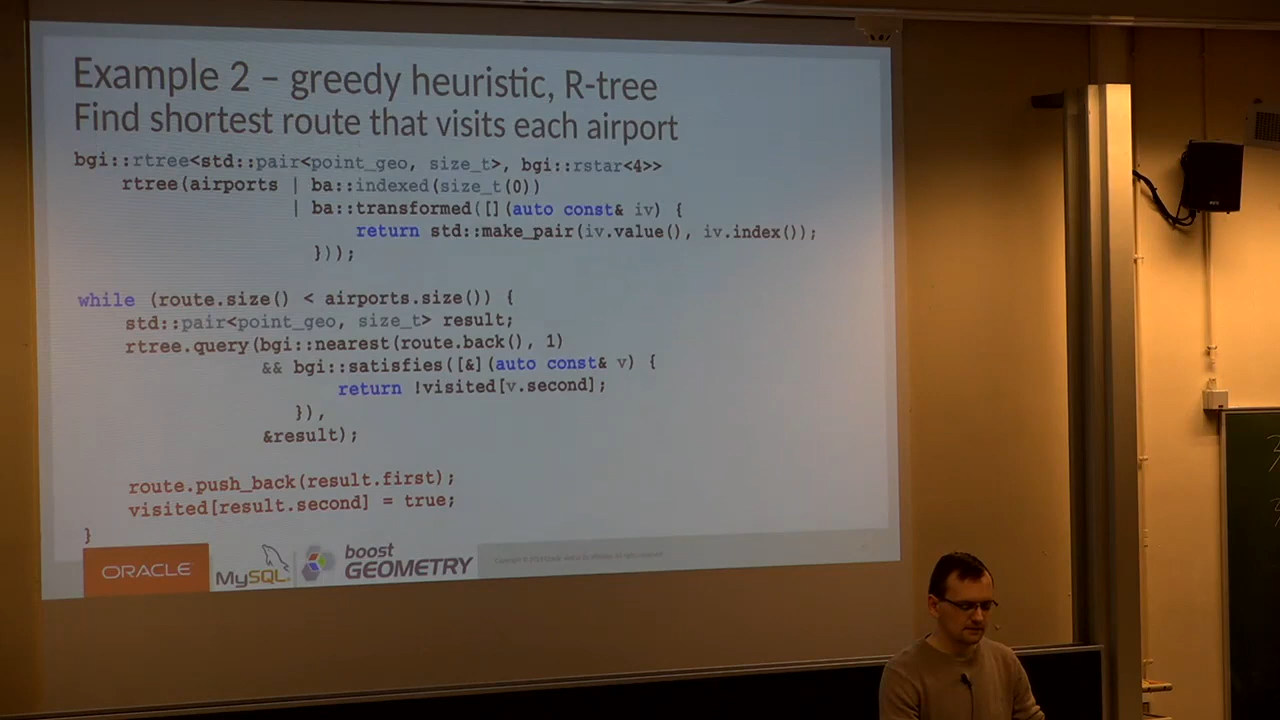 Example 2 – greedy heuristic, R-tree
Find shortest route that visits each airport
bgi::rtree<std::pair<point_geo, size_t>, bgi::rstar<4>>
rtree(airports | ba::indexed(size_t(0))
| ba::transformed([](auto const& iv) {
return std::make_pair(iv.value(), iv.index());
}));
while (route.size() < airports.size()) {
std::pair<point_geo, size_t> result;
rtree.query(bgi::nearest(route.back(), 1)
&& bgi::satisfies([&](auto const& v) {
return !visited[v.second];
}),
&result);
route.push_back(result.first);
visited[result.second] = true;
}
ORACLE
MySQL
boost
GEOMETRY
Copyright © All rights reserved.